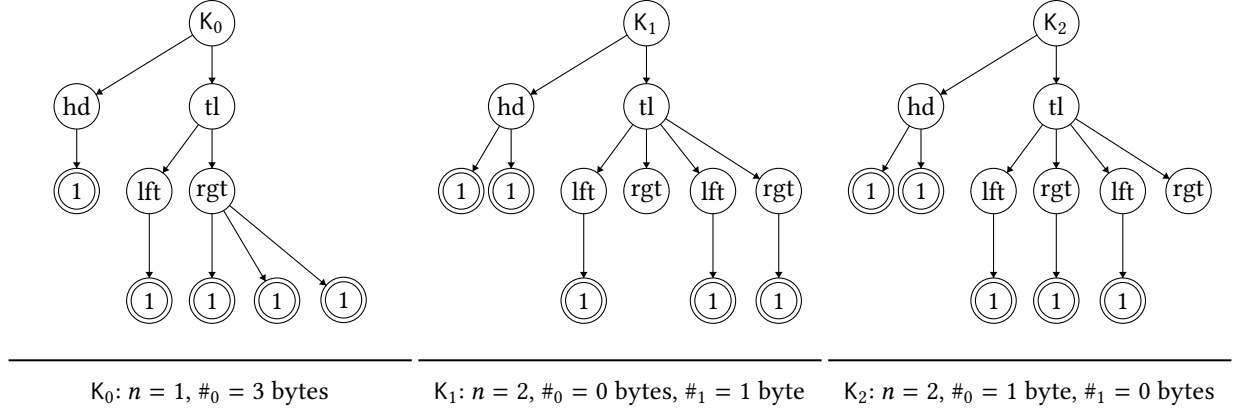 K₀ K₁ K₂
hd tl hd tl hd tl
1 lft rgt 1 1 lft rgt lft rgt 1 1 lft rgt lft rgt
1 1 1 1 1 1 1 1 1 1
K₀: n = 1, #₀ = 3 bytes K₁: n = 2, #₀ = 0 bytes, #₁ = 1 byte K₂: n = 2, #₀ = 1 byte, #₁ = 0 bytes